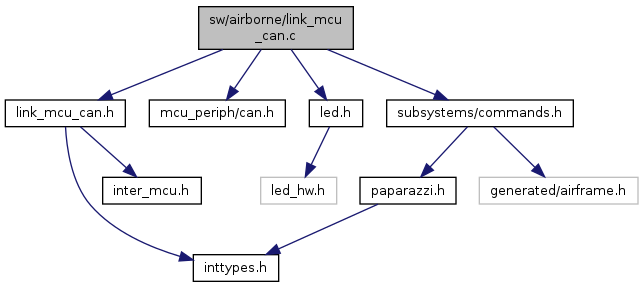 sw/airborne/link_mcu
_can.c
link_mcu_can.h
mcu_periph/can.h
led.h
subsystems/commands.h
inter_mcu.h
led_hw.h
paparazzi.h
generated/airframe.h
inttypes.h